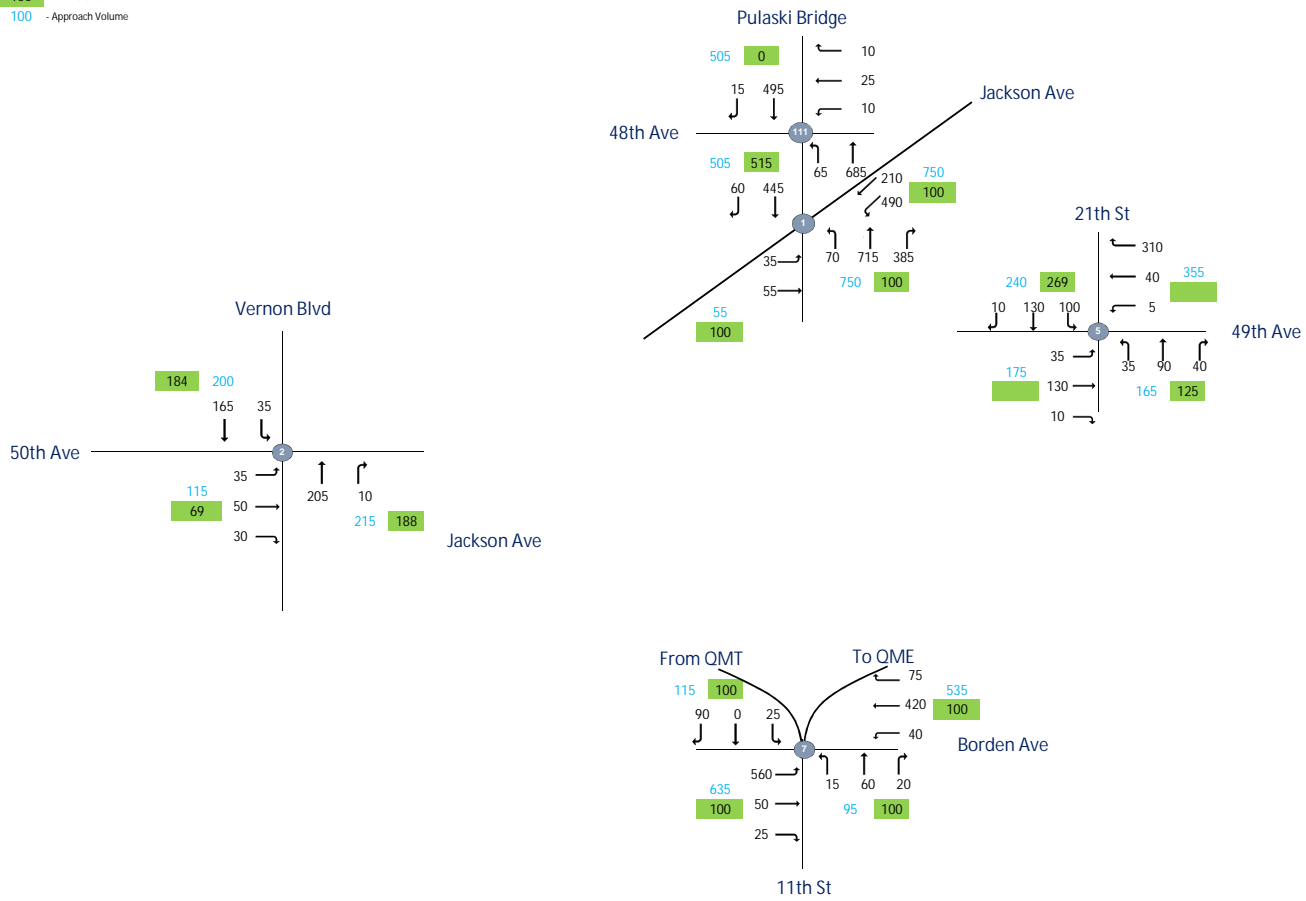 100 - Approach Volume
Pulaski Bridge
505 0
10
25
15 495
10
Jackson Ave
48th Ave
111
505 515
65 685
210 750
100
60 445
490
1
21th St
310
70 715 385
35
750 100
55
40 355
240 269
10 130 100
5
Vernon Blvd
55
100
5
49th Ave
35
35 90 40
175
130
165 125
10
184 200
165 35
50th Ave
2
35
205 10
115
69 50
215 188
30
Jackson Ave
From QMT
To QME
75
115 100
535
420 100
90 0 25
40
Borden Ave
7
560
15 60 20
635
100 50
95 100
25
11th St